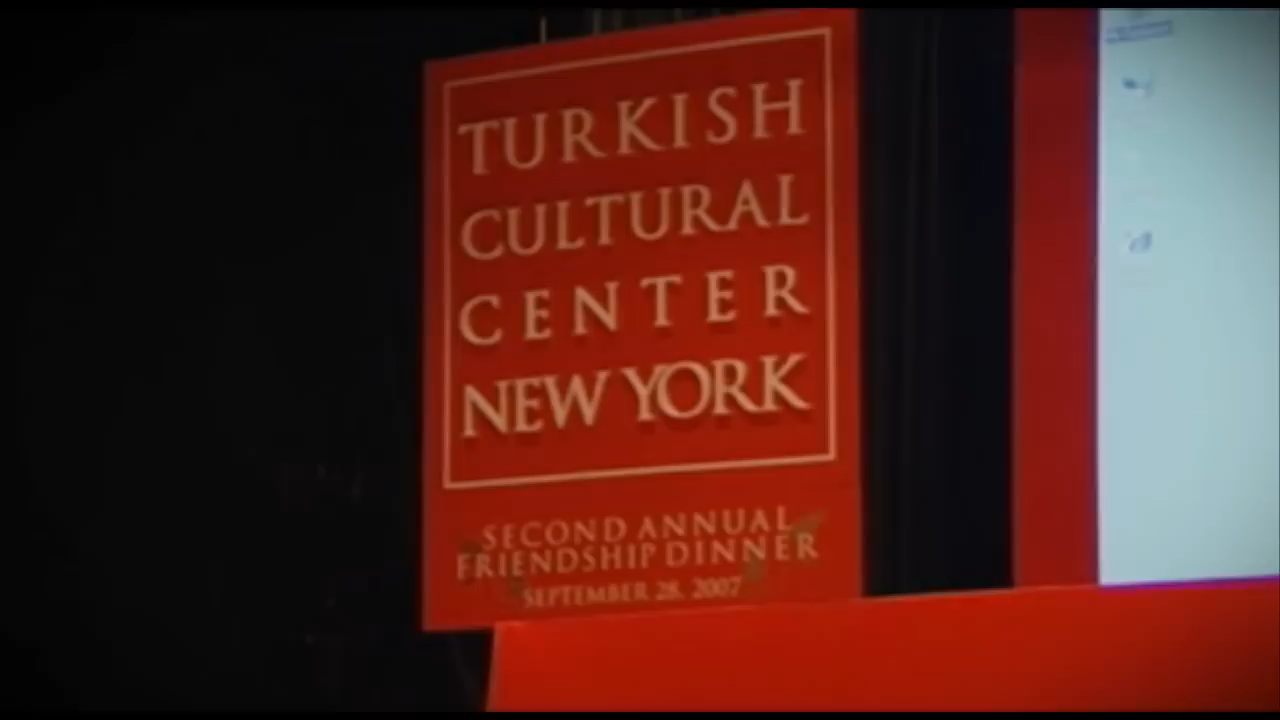 TURKISH
CULTURAL
CENTER
NEW YORK
SECOND ANNUAL
FRIENDSHIP DINNER
SEPTEMBER 28, 2007